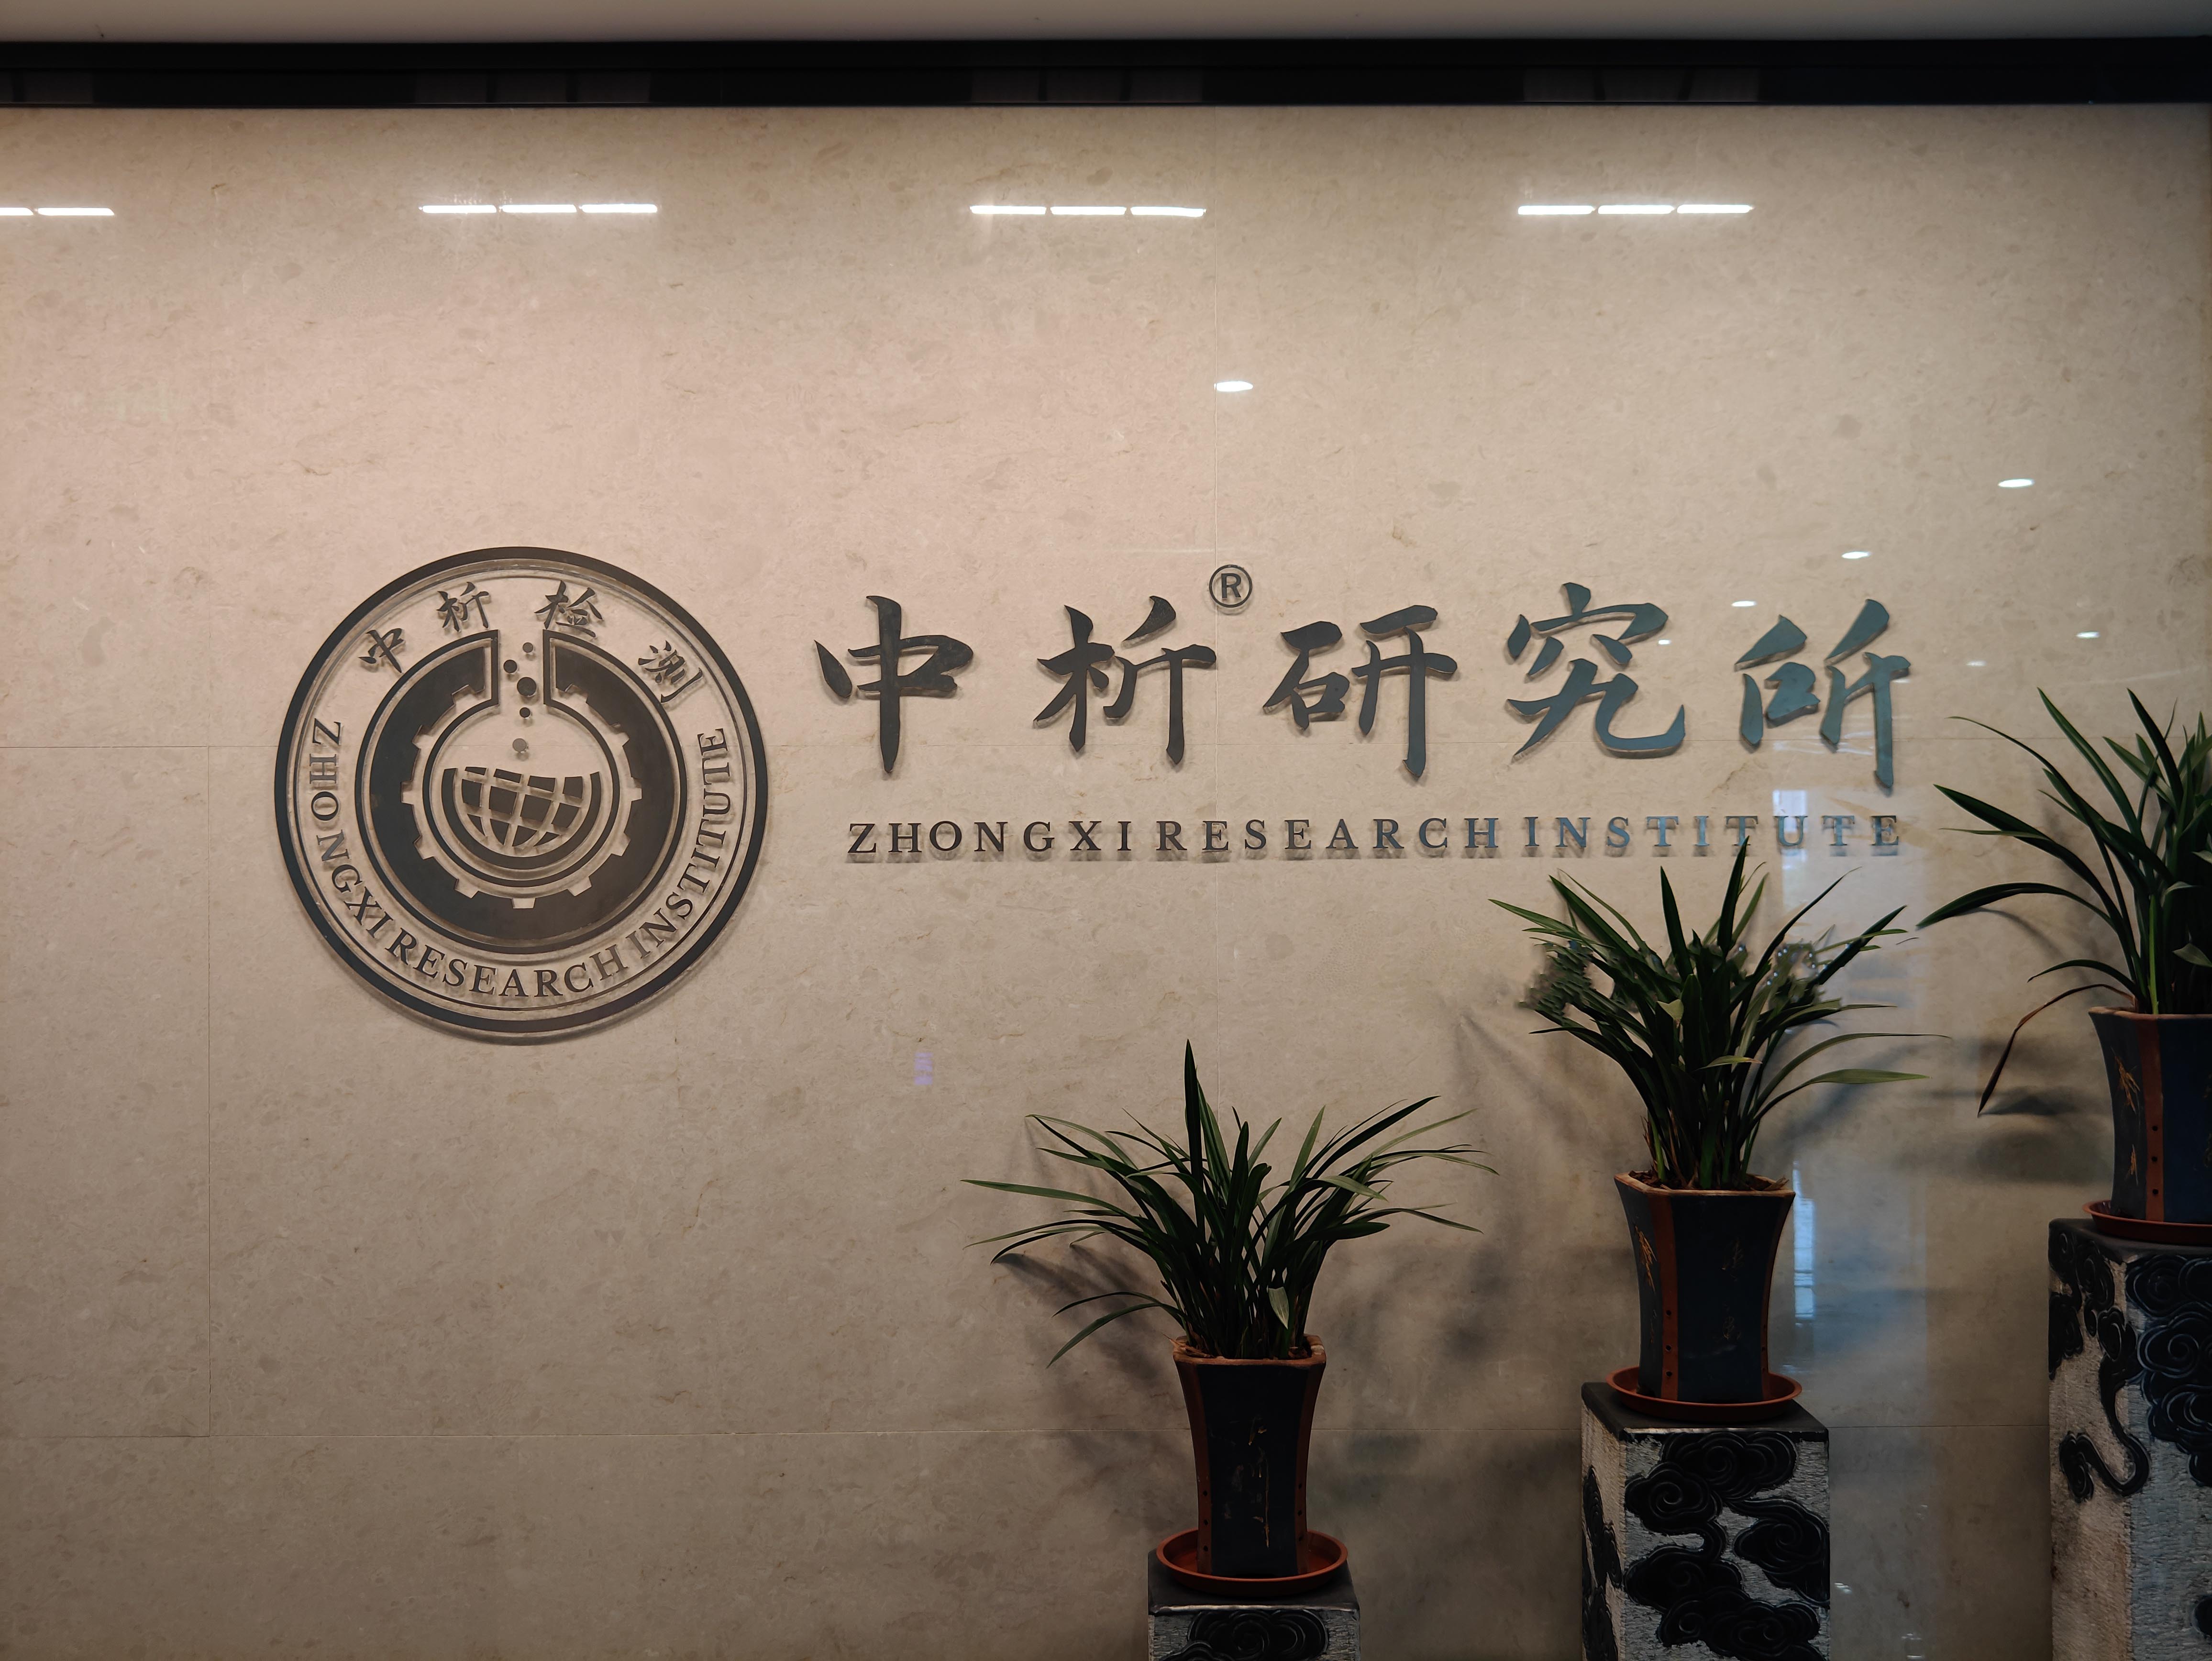 中析检测
ZHONGXI RESEARCH INSTITUTE
中析®研究所
ZHONGXI RESEARCH INSTITUTE